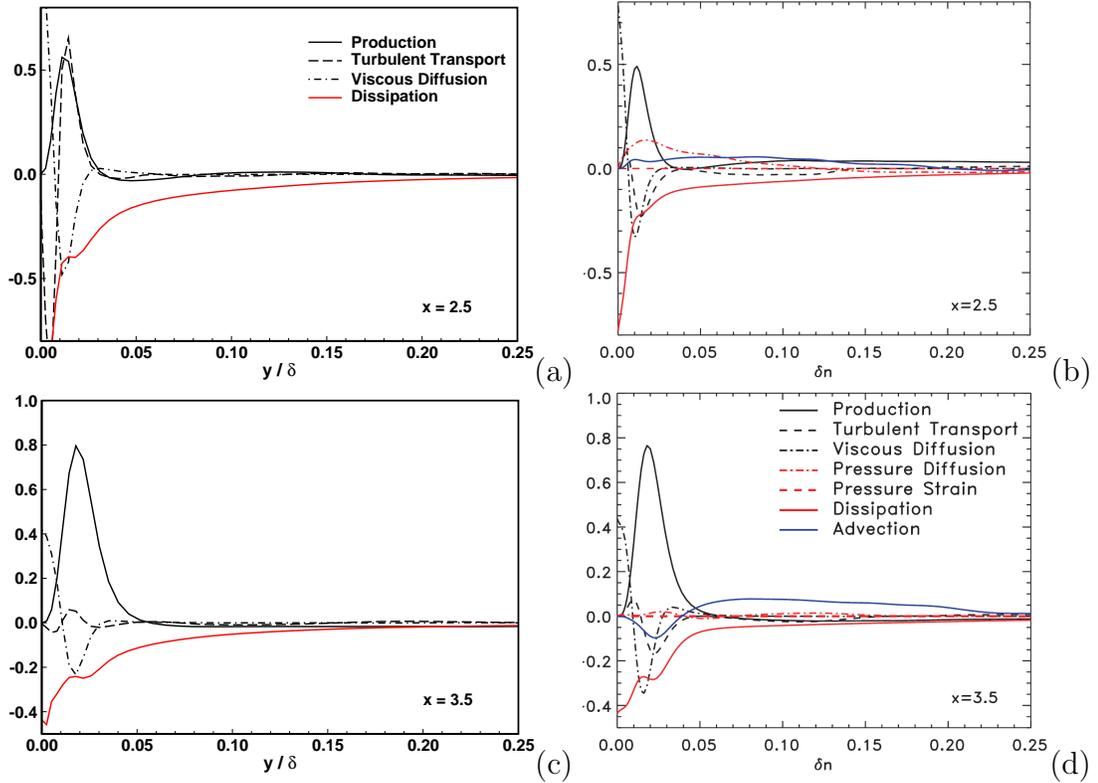 0.5
0.0
-0.5
Production
Turbulent Transport
Viscous Diffusion
Dissipation
x = 2.5
0.00 0.05 0.10 0.15 0.20 0.25
y / δ
(a)
0.5
0.0
-0.5
x=2.5
0.00 0.05 0.10 0.15 0.20 0.25
δn
(b)
1.0
0.8
0.6
0.4
0.2
0.0
-0.2
-0.4
x = 3.5
0.00 0.05 0.10 0.15 0.20 0.25
y / δ
(c)
1.0
0.8
0.6
0.4
0.2
0.0
-0.2
-0.4
Production
Turbulent Transport
Viscous Diffusion
Pressure Diffusion
Pressure Strain
Dissipation
Advection
x=3.5
0.00 0.05 0.10 0.15 0.20 0.25
δn
(d)